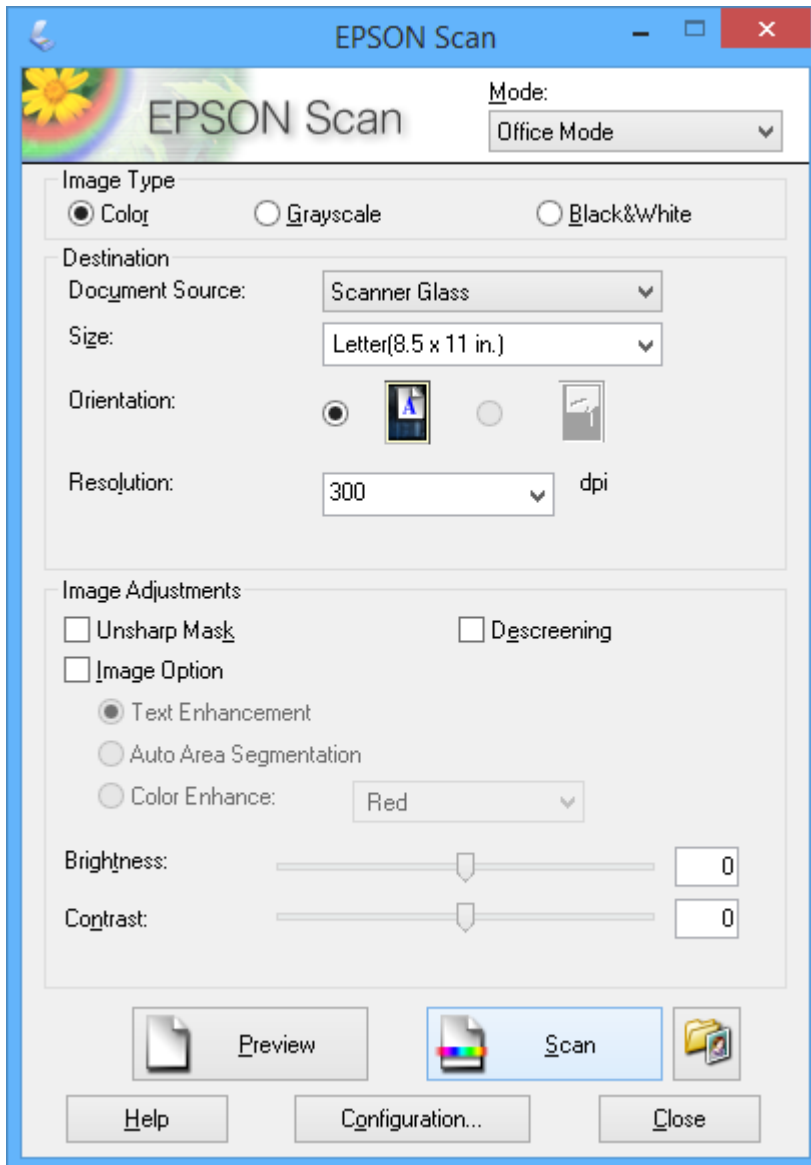 EPSON Scan
EPSON Scan
Mode:
Office Mode
Image Type
Color Grayscale Black&White
Destination
Document Source: Scanner Glass
Size: Letter(8.5 x 11 in.)
Orientation: A
Resolution: 300 dpi
Image Adjustments
Unsharp Mask Descreening
Image Option
Text Enhancement
Auto Area Segmentation
Color Enhance: Red
Brightness: 0
Contrast: 0
Preview Scan
Help Configuration... Close